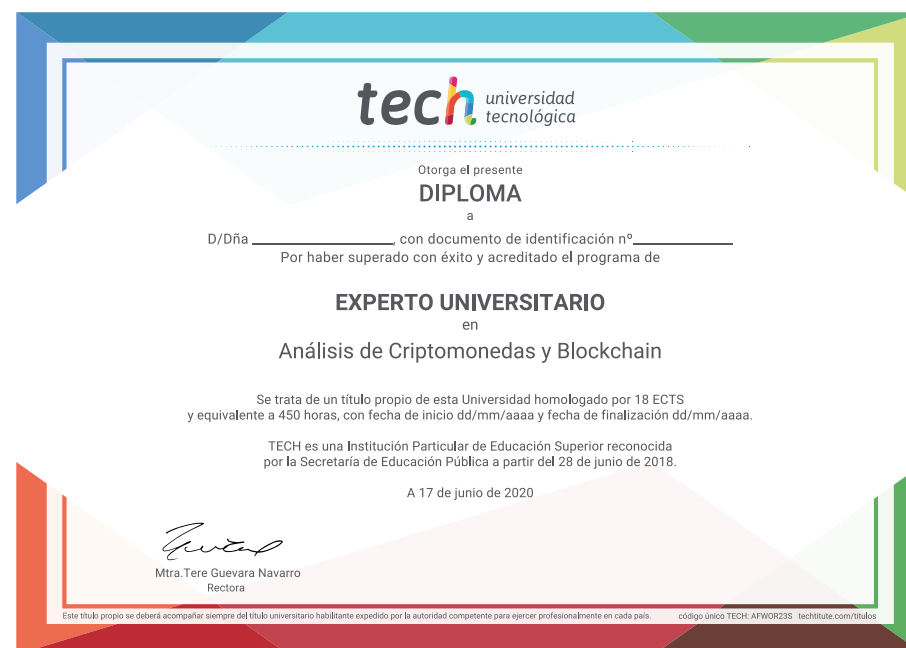 tech universidad
tecnológica
Otorga el presente
DIPLOMA
a
D/Dña ____________________, con documento de identificación nº______________
Por haber superado con éxito y acreditado el programa de
EXPERTO UNIVERSITARIO
en
Análisis de Criptomonedas y Blockchain
Se trata de un título propio de esta Universidad homologado por 18 ECTS
y equivalente a 450 horas, con fecha de inicio dd/mm/aaaa y fecha de finalización dd/mm/aaaa.
TECH es una Institución Particular de Educación Superior reconocida
por la Secretaría de Educación Pública a partir del 28 de junio de 2018.
A 17 de junio de 2020
Mtra.Tere Guevara Navarro
Rectora
Este título propio se deberá acompañar siempre del título universitario habilitante expedido por la autoridad competente para ejercer profesionalmente en cada país. código único TECH: AFWOR23S techtitute.com/titulos